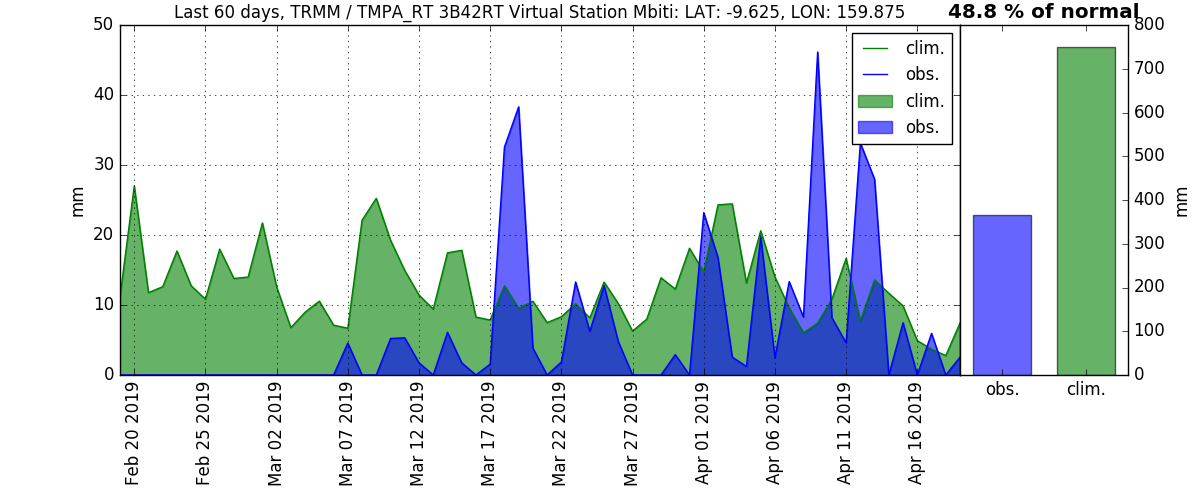 Last 60 days, TRMM / TMPA_RT 3B42RT Virtual Station Mbiti: LAT: -9.625, LON: 159.875
48.8 % of normal
50
40
30
20
10
0
mm
clim.
obs.
clim.
obs.
800
700
600
500
400
300
200
100
0
mm
obs.
clim.
Feb 20 2019
Feb 25 2019
Mar 02 2019
Mar 07 2019
Mar 12 2019
Mar 17 2019
Mar 22 2019
Mar 27 2019
Apr 01 2019
Apr 06 2019
Apr 11 2019
Apr 16 2019